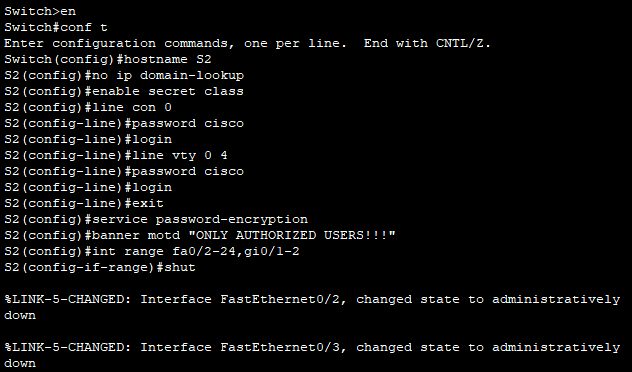 Switch>en
Switch#conf t
Enter configuration commands, one per line.  End with CNTL/Z.
Switch(config)#hostname S2
S2(config)#no ip domain-lookup
S2(config)#enable secret class
S2(config)#line con 0
S2(config-line)#password cisco
S2(config-line)#login
S2(config-line)#line vty 0 4
S2(config-line)#password cisco
S2(config-line)#login
S2(config-line)#exit
S2(config)#service password-encryption
S2(config)#banner motd "ONLY AUTHORIZED USERS!!!"
S2(config)#int range fa0/2-24,gi0/1-2
S2(config-if-range)#shut
%LINK-5-CHANGED: Interface FastEthernet0/2, changed state to administratively
down
%LINK-5-CHANGED: Interface FastEthernet0/3, changed state to administratively
down